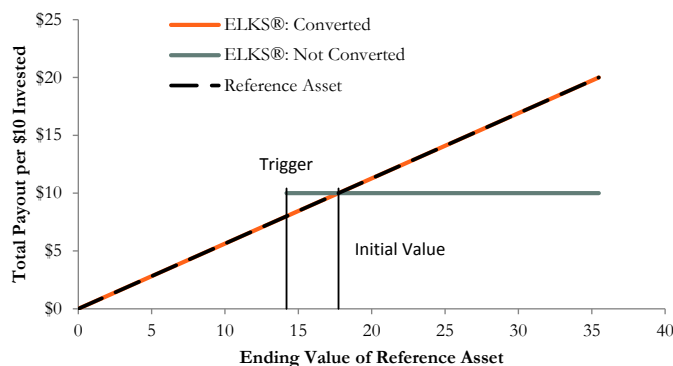 ELKS®: Converted
ELKS®: Not Converted
Reference Asset
Total Payout per $10 Invested
$25
$20
$15
$10
$5
$0
Trigger
Initial Value
0 5 10 15 20 25 30 35 40
Ending Value of Reference Asset